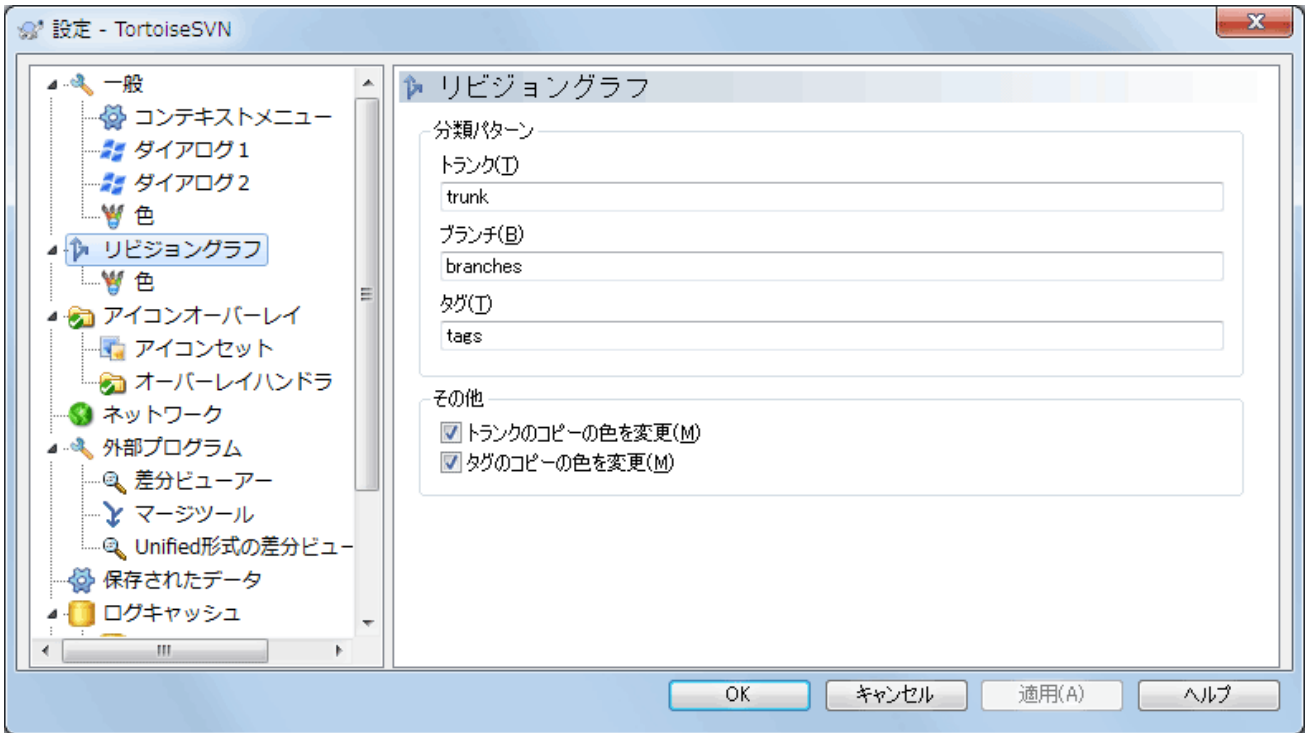 設定 - TortoiseSVN
一般
コンテキストメニュー
ダイアログ1
ダイアログ2
色
リビジョングラフ
色
アイコンオーバーレイ
アイコンセット
オーバーレイハンドラ
ネットワーク
外部プログラム
差分ビューアー
マージツール
Unified形式の差分ビュー
保存されたデータ
ログキャッシュ
リビジョングラフ
分類パターン
トランク(T)
trunk
ブランチ(B)
branches
タグ(T)
tags
その他
トランクのコピーの色を変更(M)
タグのコピーの色を変更(M)
OK
キャンセル
適用(A)
ヘルプ